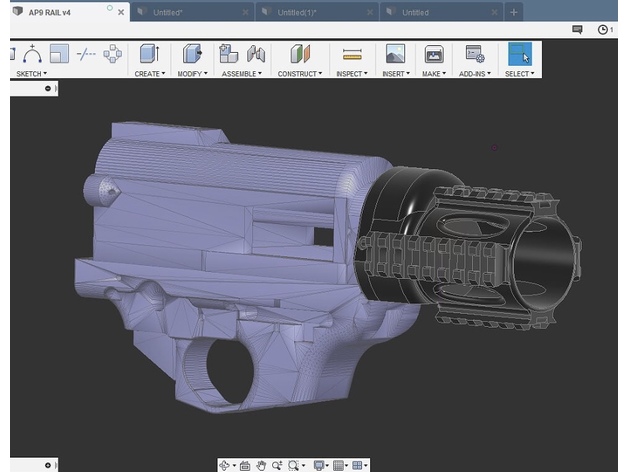 AP9 RAIL v4
Untitled*
Untitled(1)*
Untitled
1
SKETCH
CREATE
MODIFY
ASSEMBLE
CONSTRUCT
INSPECT
INSERT
MAKE
ADD-INS
SELECT